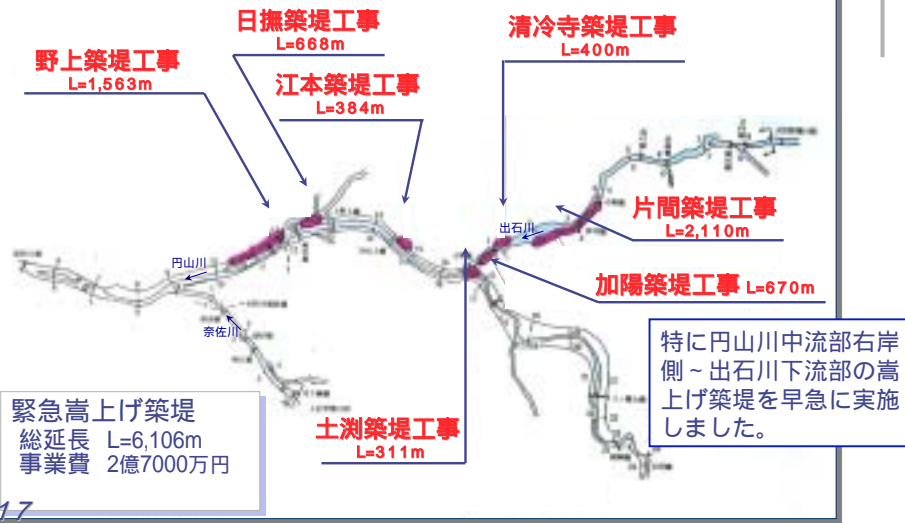 日撫築堤工事
L=668m
清冷寺築堤工事
L=400m
野上築堤工事
L=1,563m
江本築堤工事
L=384m
片間築堤工事
L=2,110m
出石川
円山川
加陽築堤工事 L=670m
奈佐川
特に円山川中流部右岸
側~出石川下流部の嵩
上げ築堤を早急に実施
しました。
緊急嵩上げ築堤
総延長 L=6,106m
事業費 2億7000万円
土渕築堤工事
L=311m
17